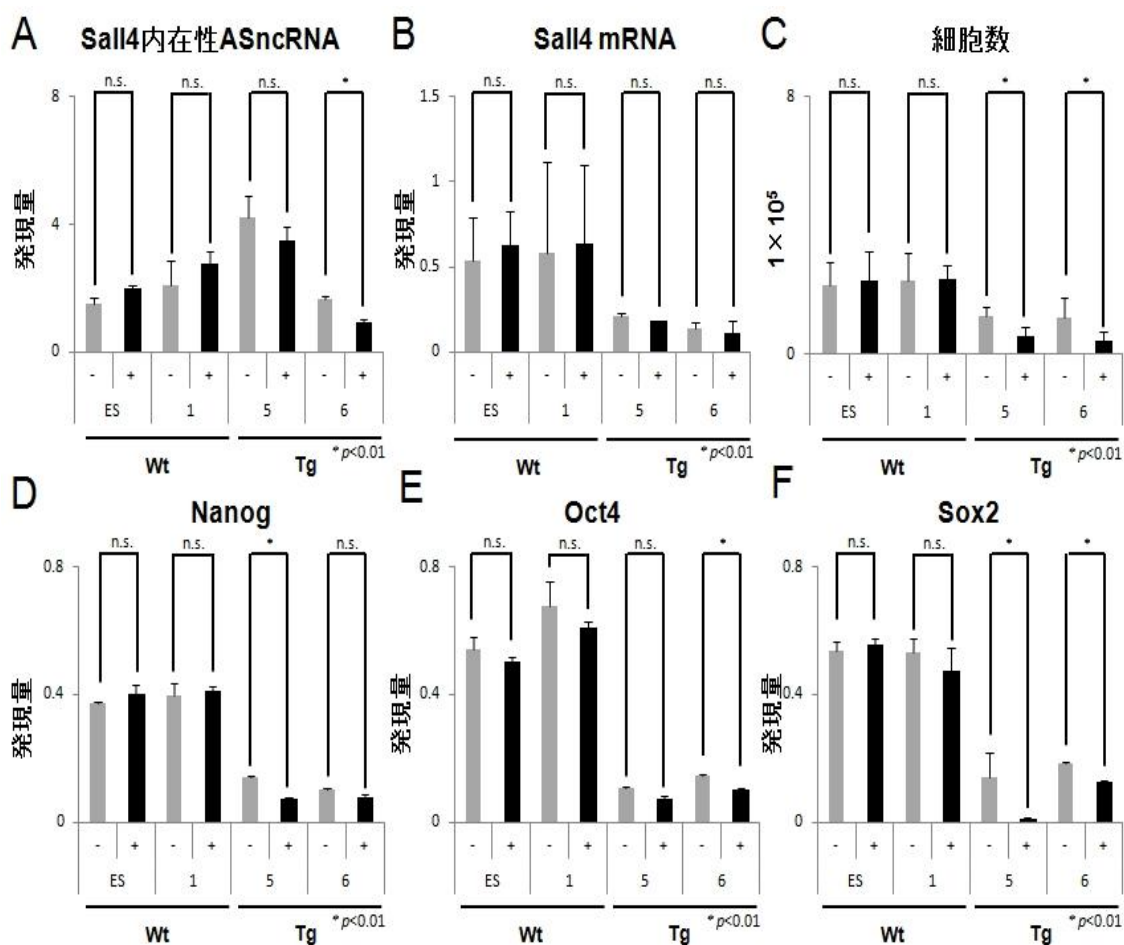 A Sall4内在性ASncRNA
n.s. n.s. n.s. *
8
4
0
発現量
- + - + - + - +
ES 1 5 6
Wt Tg
* p<0.01
B Sall4 mRNA
n.s. n.s. n.s. n.s.
1.5
1
0.5
0
発現量
- + - + - + - +
ES 1 5 6
Wt Tg
* p<0.01
C 細胞数
n.s. n.s. * *
8
0
1×10⁵
- + - + - + - +
ES 1 5 6
Wt Tg
* p<0.01
D Nanog
n.s. n.s. * n.s.
0.8
0.4
0
発現量
- + - + - + - +
ES 1 5 6
Wt Tg
* p<0.01
E Oct4
n.s. n.s. n.s. *
0.8
0.4
0
発現量
- + - + - + - +
ES 1 5 6
Wt Tg
* p<0.01
F Sox2
n.s. n.s. * *
0.8
0.4
0
発現量
- + - + - + - +
ES 1 5 6
Wt Tg
* p<0.01